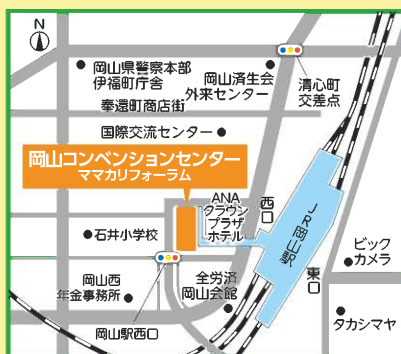 N
岡山県警察本部
伊福町庁舎
岡山済生会
外来センター
清心町
交差点
奉還町商店街
国際交流センター
岡山コンベンションセンター
ママカリフォーラム
ANA
クラウン
プラザ
ホテル
西口
JR岡山駅
東口
石井小学校
ビック
カメラ
岡山西
年金事務所
全労済
岡山会館
岡山駅西口
タカシマヤ